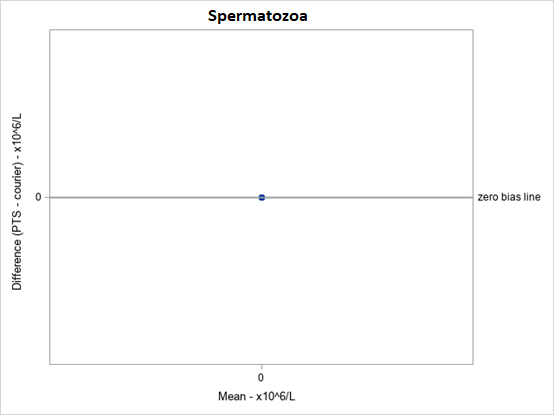 Spermatozoa
Difference (PTS - courier) - x10^6/L
0
zero bias line
0
Mean - x10^6/L